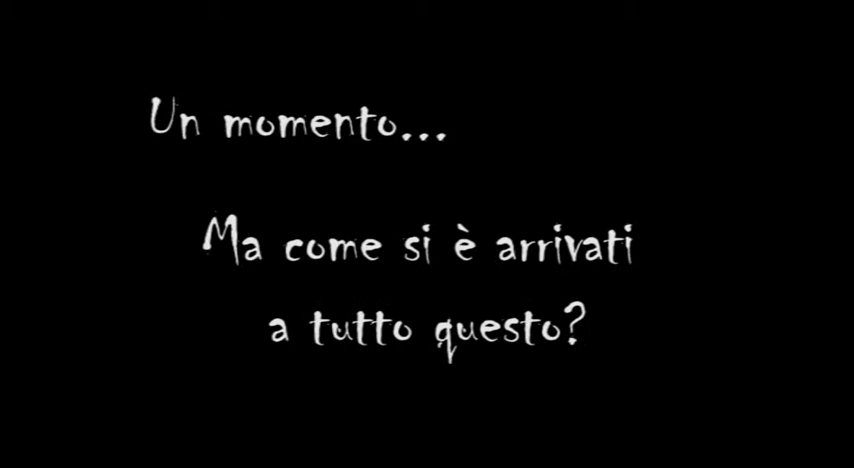 Un momento...
Ma come si è arrivati
a tutto questo?